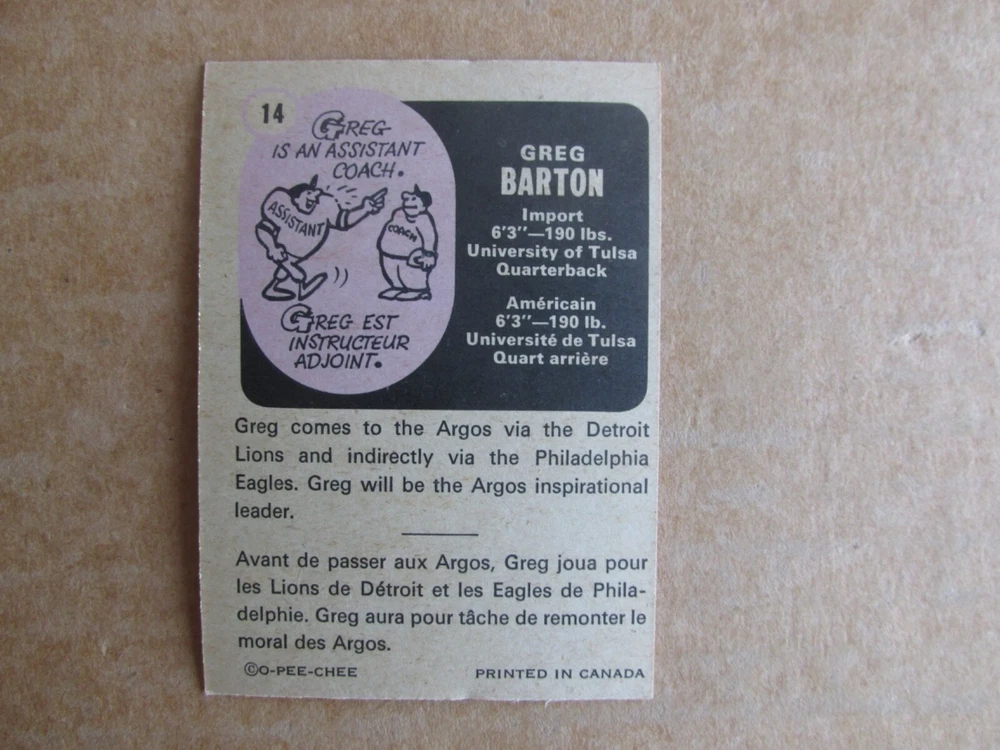 14
GREG
IS AN ASSISTANT
COACH.
ASSISTANT
COACH
GREG EST
INSTRUCTEUR
ADJOINT.
GREG
BARTON
Import
6'3"—190 lbs.
University of Tulsa
Quarterback
Américain
6'3"—190 lb.
Université de Tulsa
Quart arrière
Greg comes to the Argos via the Detroit
Lions and indirectly via the Philadelphia
Eagles. Greg will be the Argos inspirational
leader.
Avant de passer aux Argos, Greg joua pour
les Lions de Détroit et les Eagles de Phila-
delphie. Greg aura pour tâche de remonter le
moral des Argos.
©O-PEE-CHEE
PRINTED IN CANADA